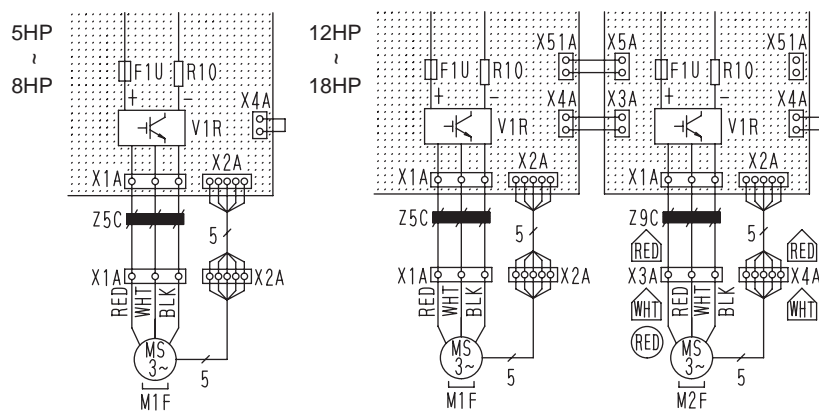 5HP
~
8HP
F1U
R10
+
−
X4A
V1R
X1A
X2A
Z5C
5
X1A
X2A
RED
WHT
BLK
MS
3~
5
M1F
12HP
~
18HP
X51A
X5A
F1U
R10
+
−
X4A
X3A
V1R
X1A
X2A
Z5C
5
X1A
X2A
RED
WHT
BLK
MS
3~
5
M1F
X51A
F1U
R10
+
−
X4A
V1R
X1A
X2A
Z9C
5
RED
RED
X3A
X4A
WHT
RED
WHT
BLK
WHT
RED
MS
3~
5
M2F